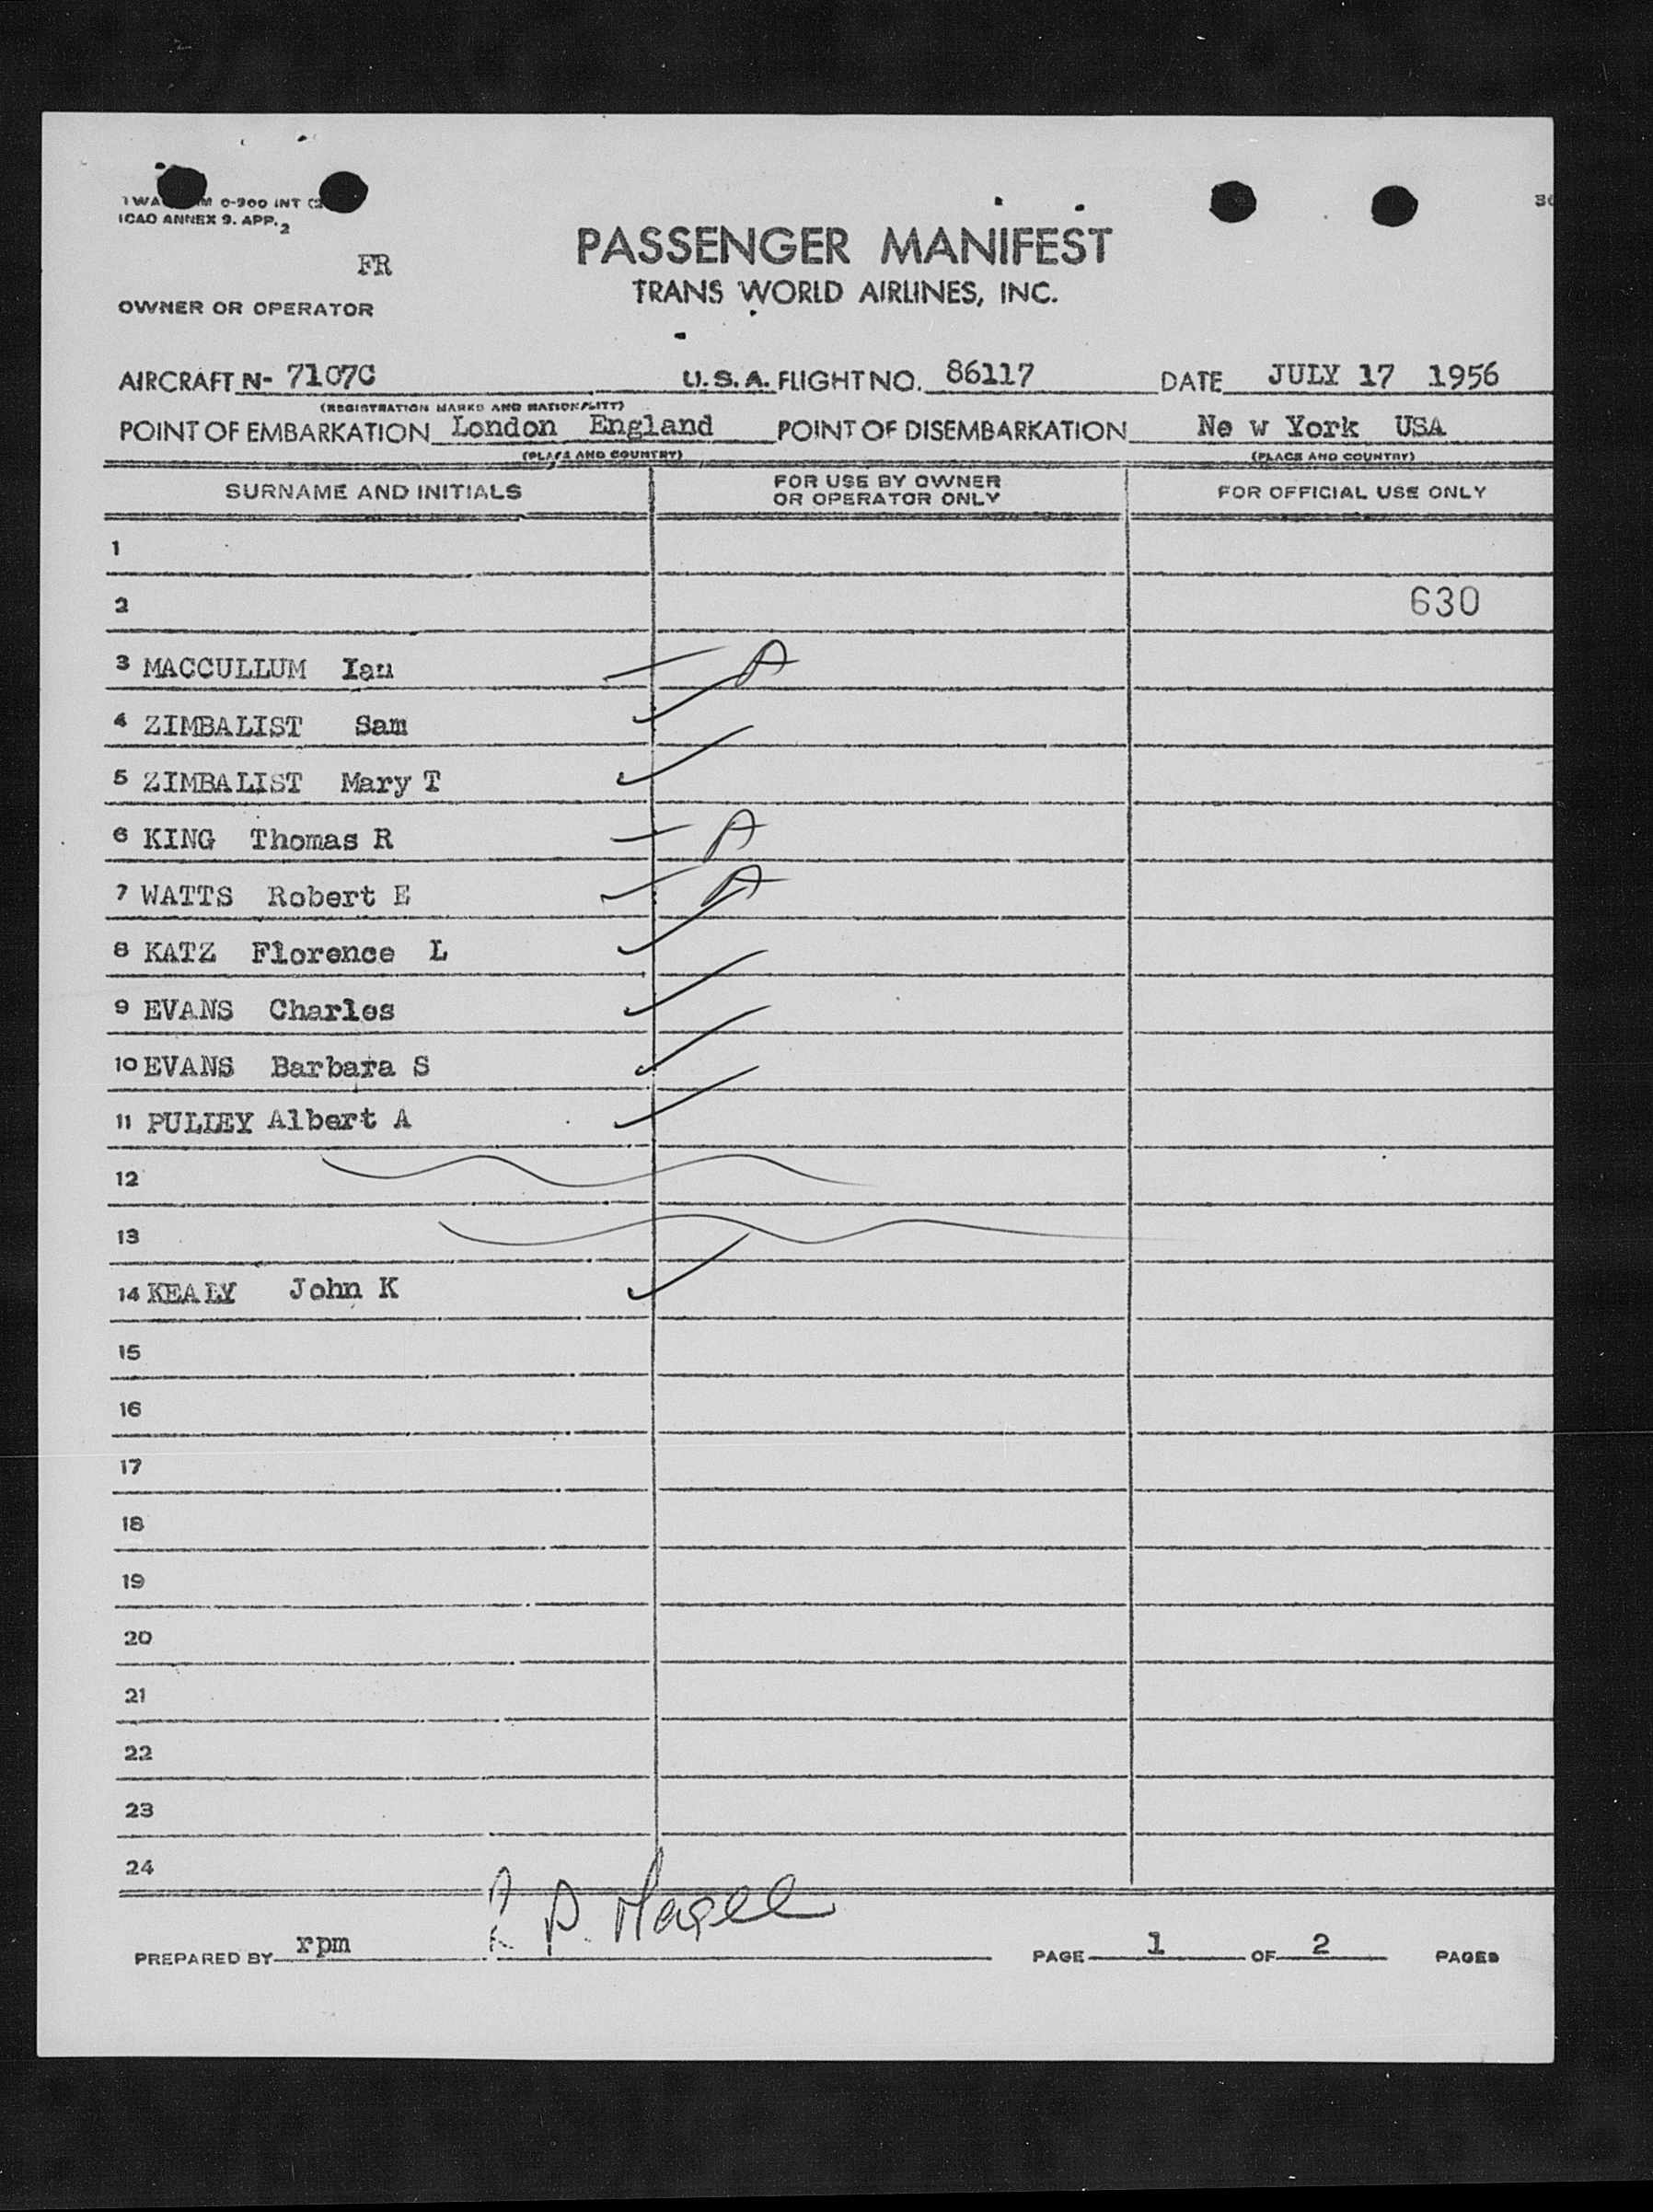 0-900 INT
ICAO ANNEX 9. APP. 2
FR
PASSENGER MANIFEST
TRANS WORLD AIRLINES, INC.
OWNER OR OPERATOR
AIRCRAFT N- 7107C U.S.A. FLIGHT NO. 86117 DATE JULY 17 1956
(REGISTRATION MARKS AND NATIONALITY)
POINT OF EMBARKATION London England POINT OF DISEMBARKATION Ne w York USA
(PLACE AND COUNTRY) (PLACE AND COUNTRY)
SURNAME AND INITIALS FOR USE BY OWNER OR OPERATOR ONLY FOR OFFICIAL USE ONLY
1
2 630
3 MACCULLUM Ian A
4 ZIMBALIST Sam
5 ZIMBALIST Mary T
6 KING Thomas R A
7 WATTS Robert E A
8 KATZ Florence L
9 EVANS Charles
10 EVANS Barbara S
11 PULLEY Albert A
12
13
14 KEALY John K
15
16
17
18
19
20
21
22
23
24
PREPARED BY rpm PAGE 1 OF 2 PAGES